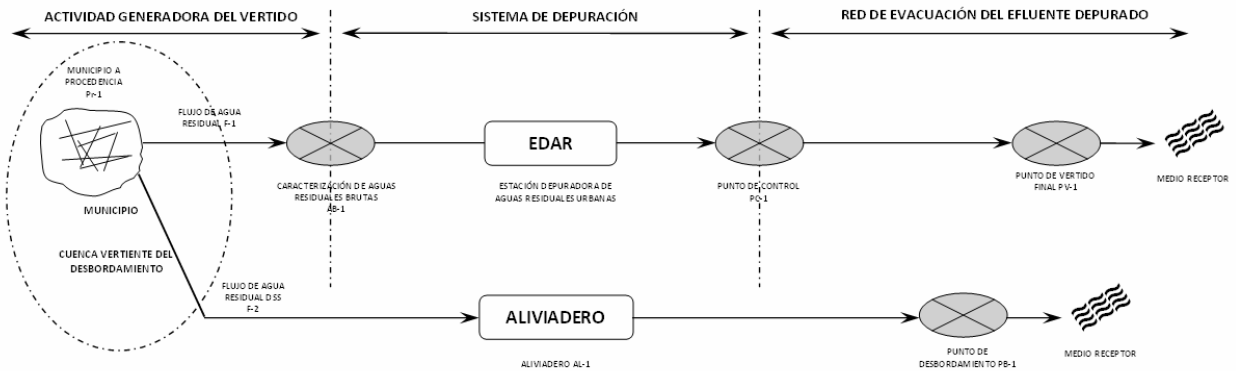 ACTIVIDAD GENERADORA DEL VERTIDO
SISTEMA DE DEPURACIÓN
RED DE EVACUACIÓN DEL EFLUENTE DEPURADO
MUNICIPIO A
PROCEDENCIA
Pr-1
FLUJO DE AGUA
RESIDUAL F-1
EDAR
CARACTERIZACIÓN DE AGUAS
RESIDUALES BRUTAS
AB-1
ESTACIÓN DEPURADORA DE
AGUAS RESIDUALES URBANAS
PUNTO DE CONTROL
PC-1
PUNTO DE VERTIDO
FINAL PV-1
MEDIO RECEPTOR
MUNICIPIO
CUENCA VERTIENTE DEL
DESBORDAMIENTO
FLUJO DE AGUA
RESIDUAL DSS
F-2
ALIVIADERO
ALIVIADERO AL-1
PUNTO DE
DESBORDAMIENTO PB-1
MEDIO RECEPTOR